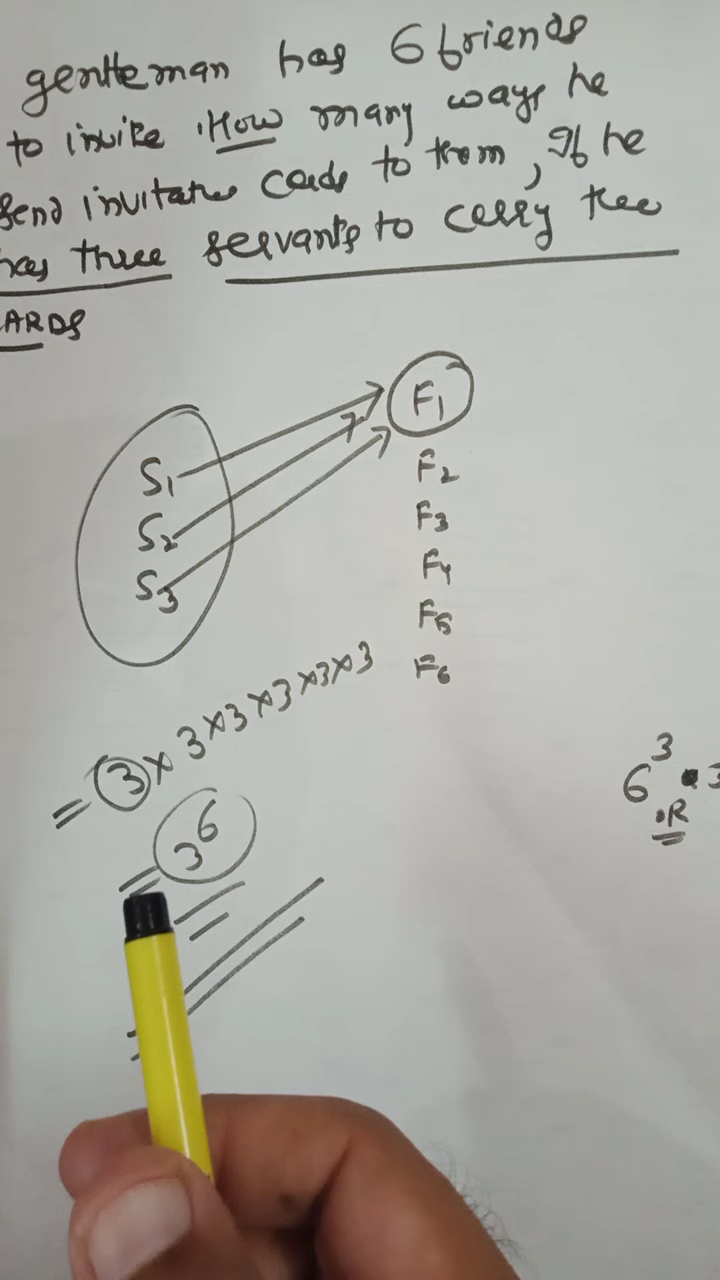 gentleman has 6 friends
to invite. How many ways he
send invitation cards to them, If he
has three servants to carry the
CARDS
S1
S2
S3
F1
F2
F3
F4
F5
F6
= 3 × 3 × 3 × 3 × 3 × 3
= 3^6
6^3
OR
3